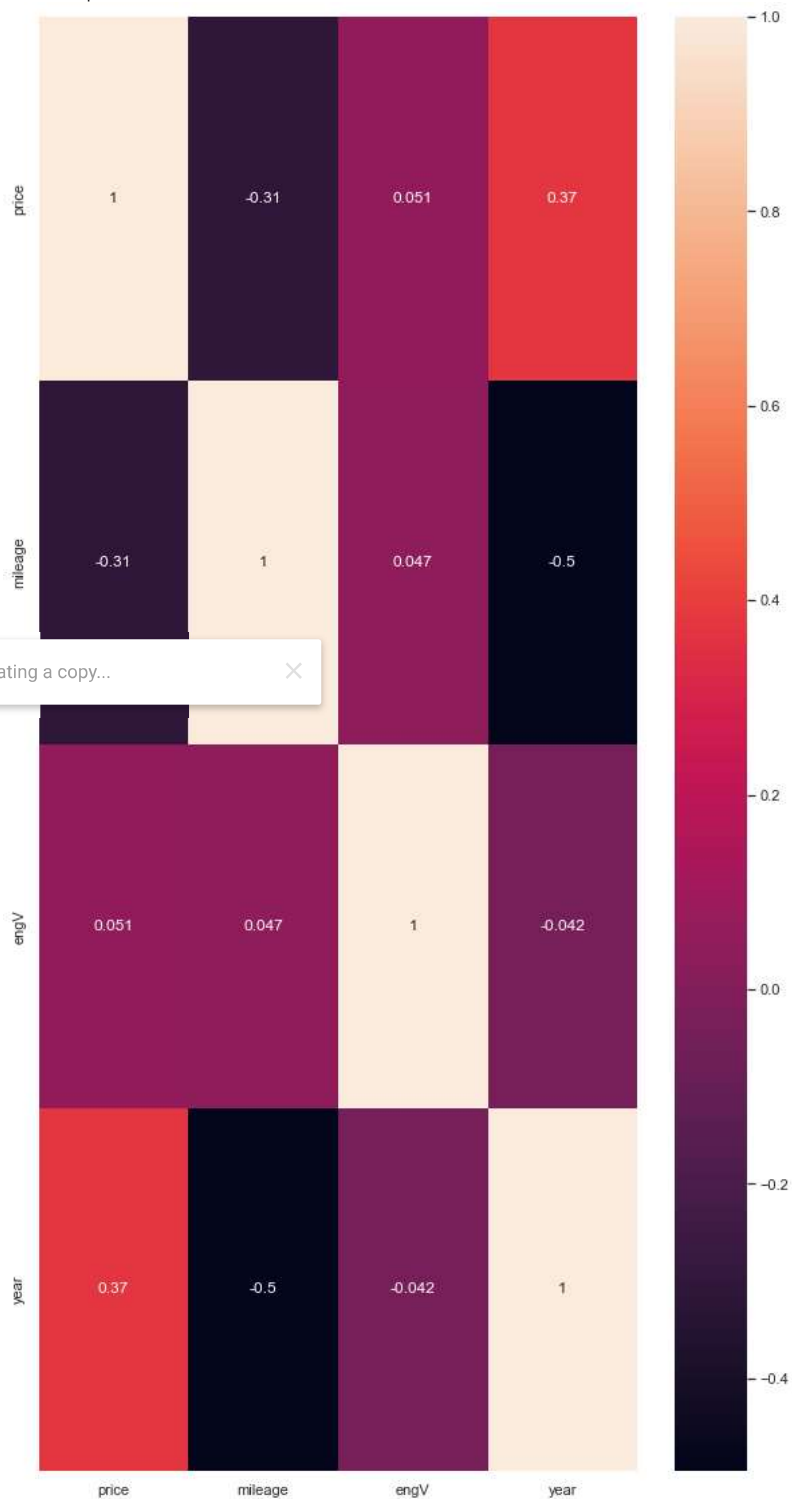 1.0
price 1 -0.31 0.051 0.37
0.8
0.6
mileage -0.31 1 0.047 -0.5
0.4
ating a copy...
0.2
engV 0.051 0.047 1 -0.042
0.0
−0.2
year 0.37 -0.5 -0.042 1
−0.4
price mileage engV year